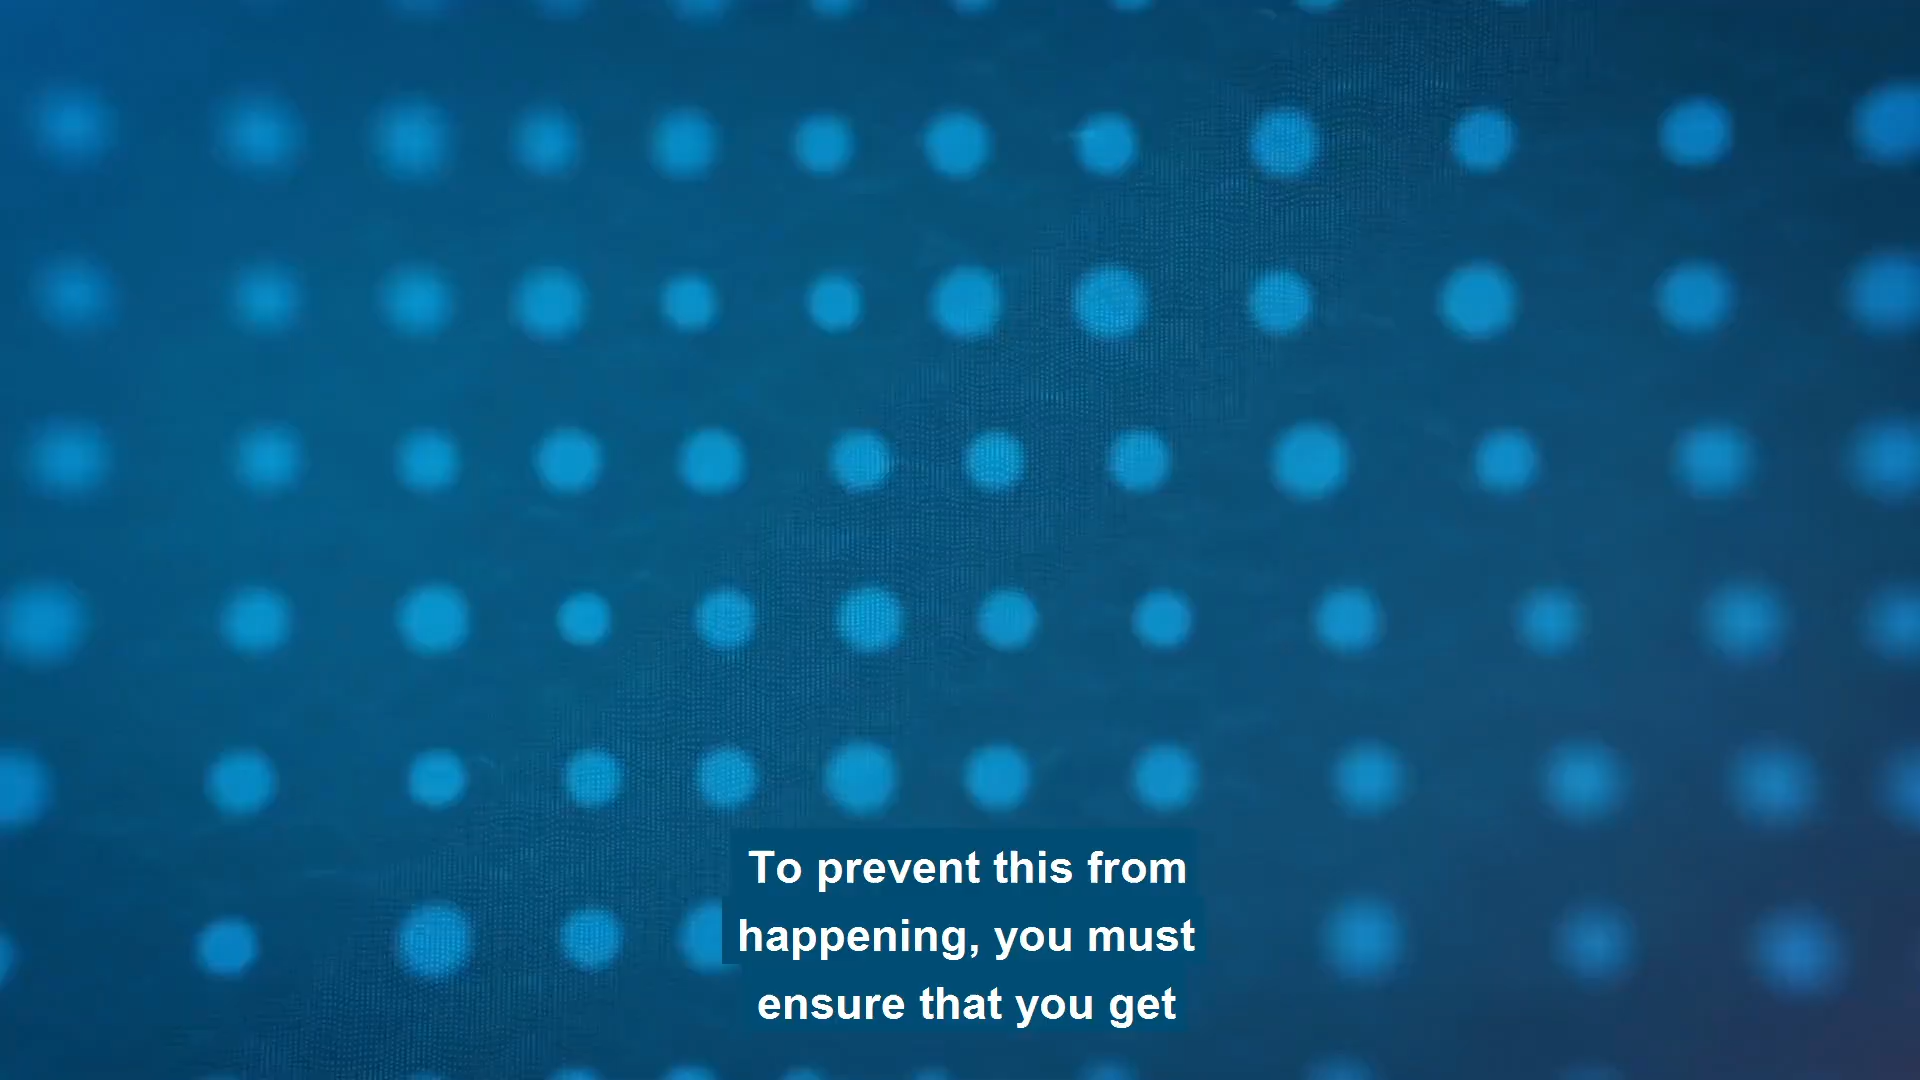 To prevent this from
happening, you must
ensure that you get